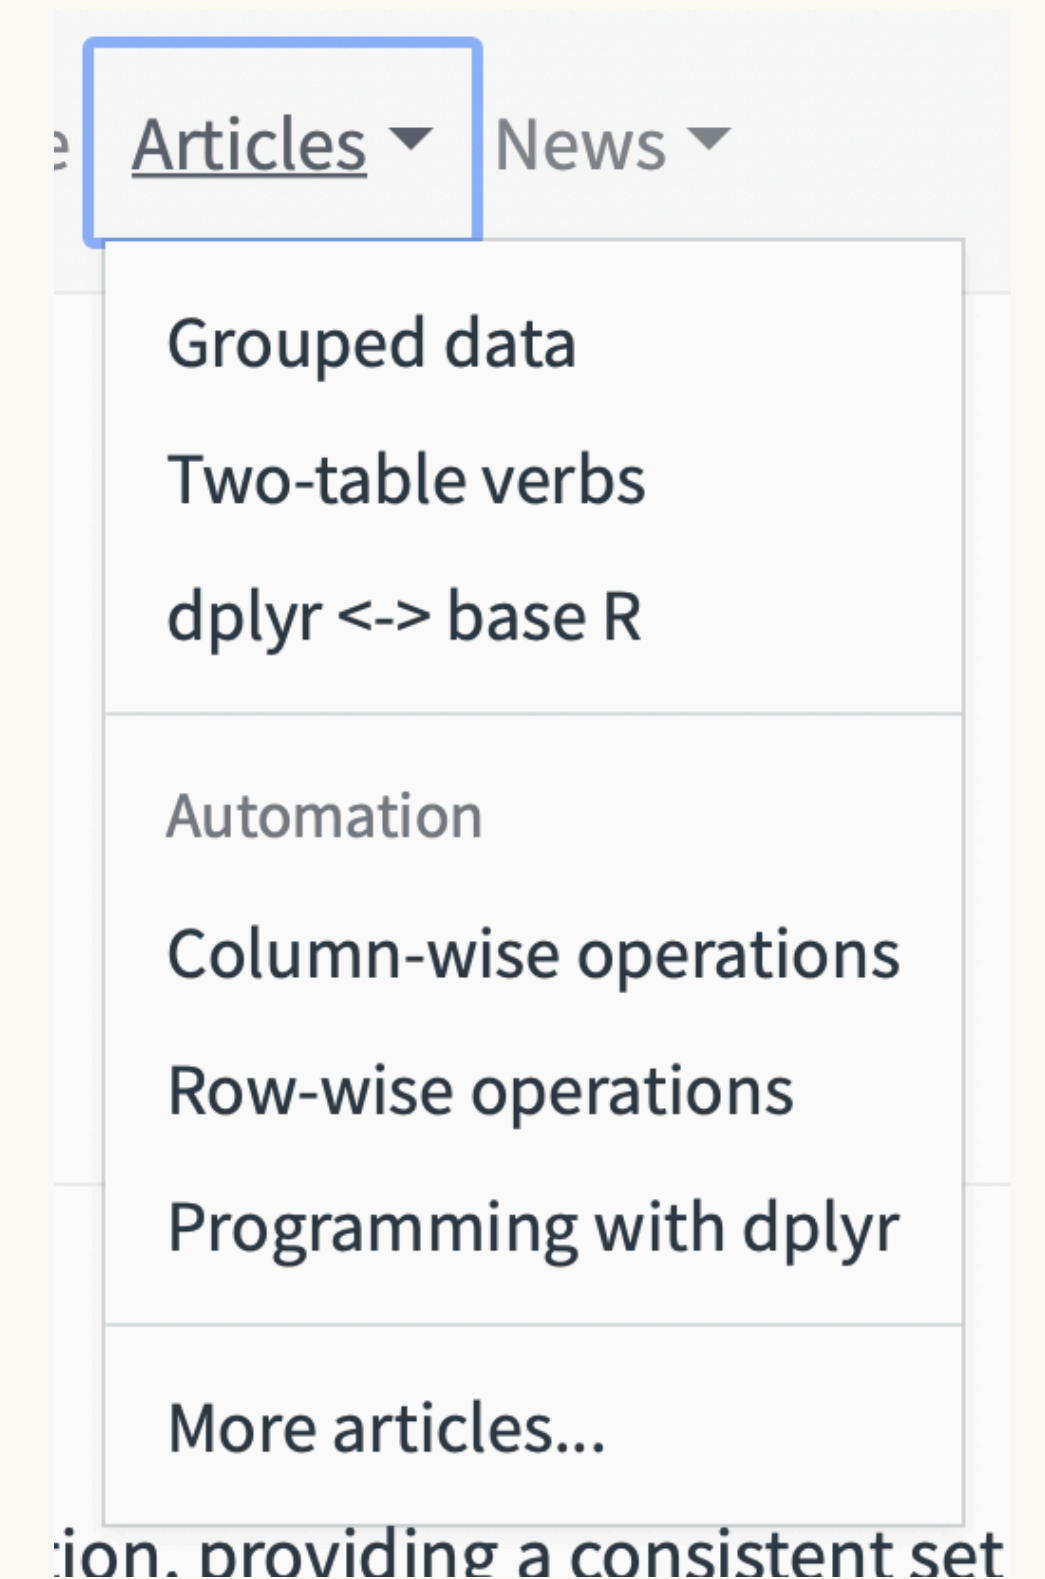 e Articles News
Grouped data
Two-table verbs
dplyr <-> base R
Automation
Column-wise operations
Row-wise operations
Programming with dplyr
More articles...
tion, providing a consistent set